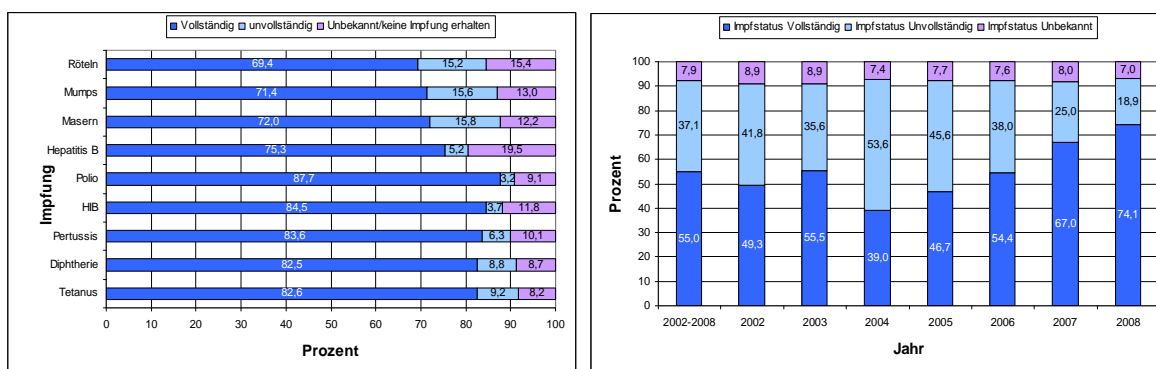 Vollständig unvollständig Unbekannt/keine Impfung erhalten
Impfung
Röteln 69,4 15,2 15,4
Mumps 71,4 15,6 13,0
Masern 72,0 15,8 12,2
Hepatitis B 75,3 5,2 19,5
Polio 87,7 3,2 9,1
HIB 84,5 3,7 11,8
Pertussis 83,6 6,3 10,1
Diphtherie 82,5 8,8 8,7
Tetanus 82,6 9,2 8,2
0 10 20 30 40 50 60 70 80 90 100
Prozent
Impfstatus Vollständig Impfstatus Unvollständig Impfstatus Unbekannt
Prozent
100
90
80
70
60
50
40
30
20
10
0
7,9 8,9 8,9 7,4 7,7 7,6 8,0 7,0
37,1 41,8 35,6 53,6 45,6 38,0 25,0 18,9
55,0 49,3 55,5 39,0 46,7 54,4 67,0 74,1
2002-2008 2002 2003 2004 2005 2006 2007 2008
Jahr